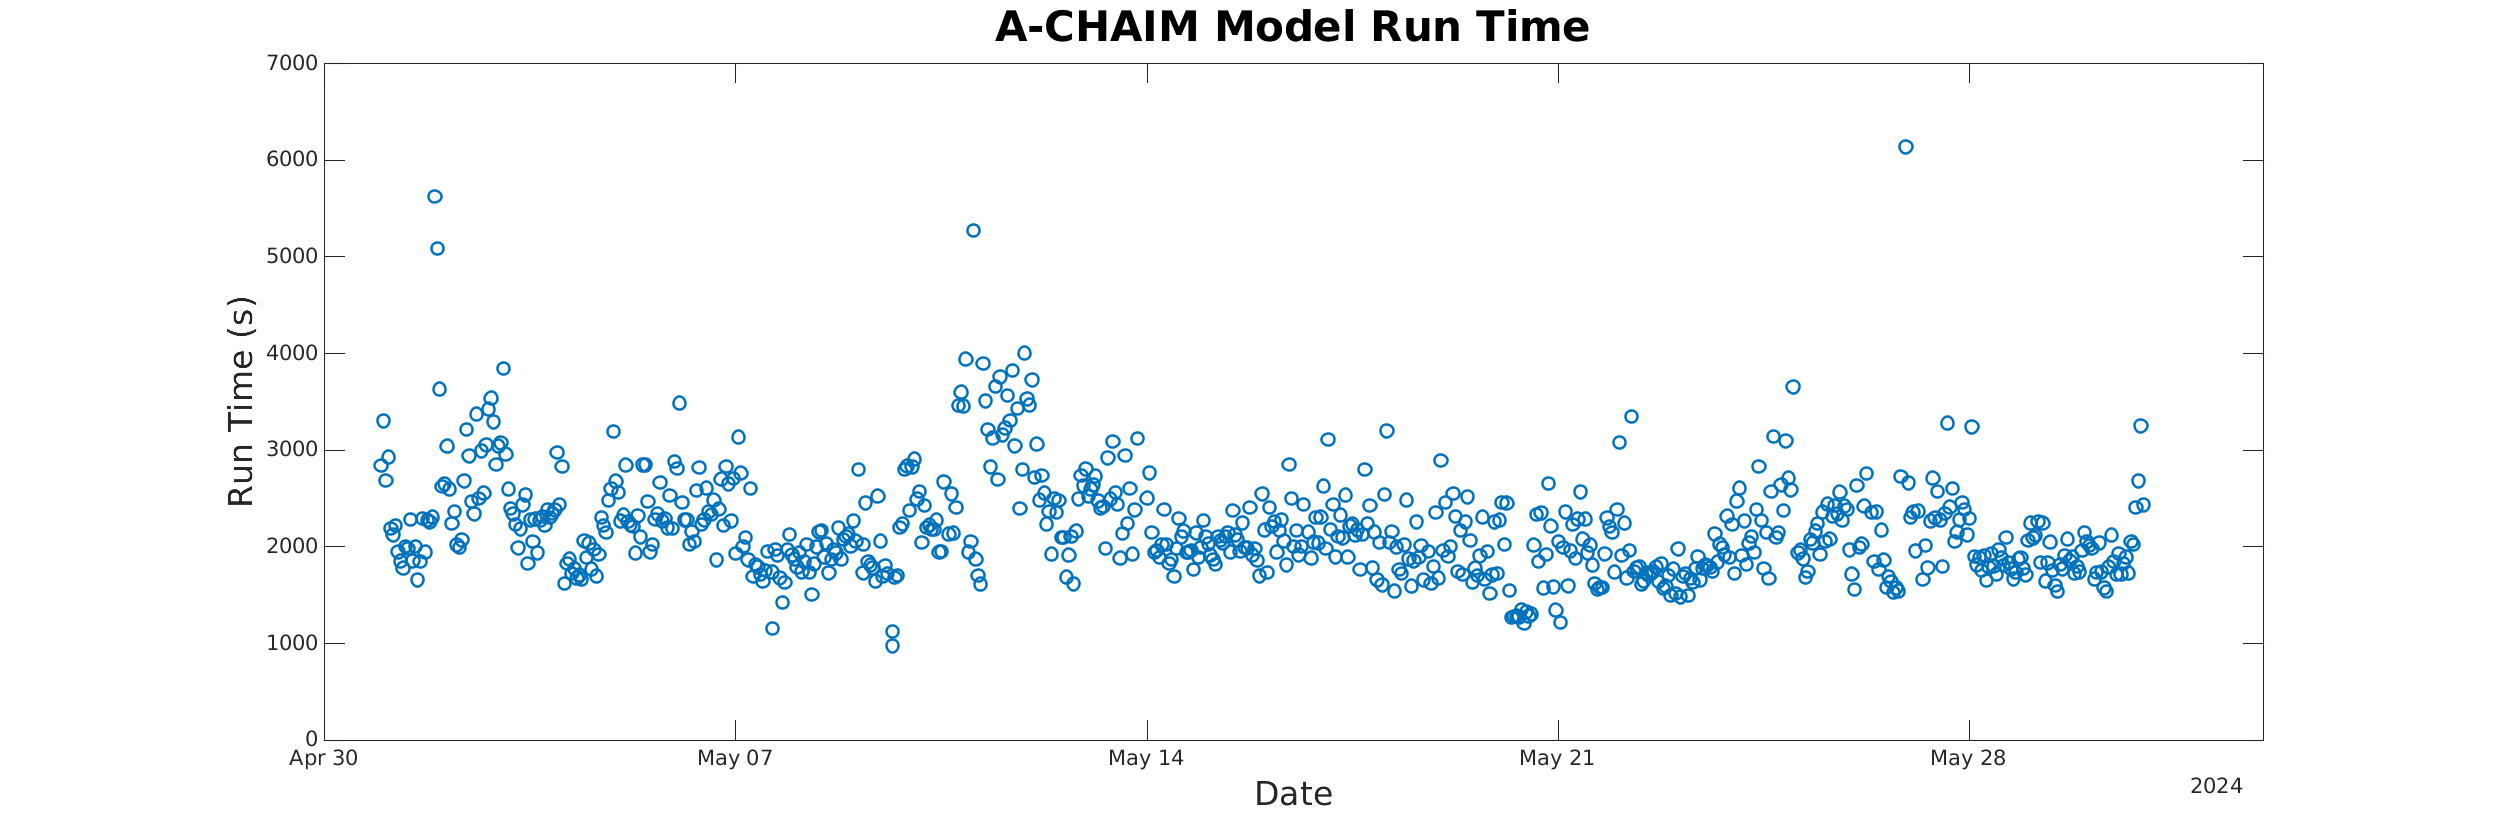 A-CHAIM Model Run Time
7000
6000
5000
4000
3000
2000
1000
0
Run Time (s)
Apr 30 May 07 May 14 May 21 May 28
2024
Date